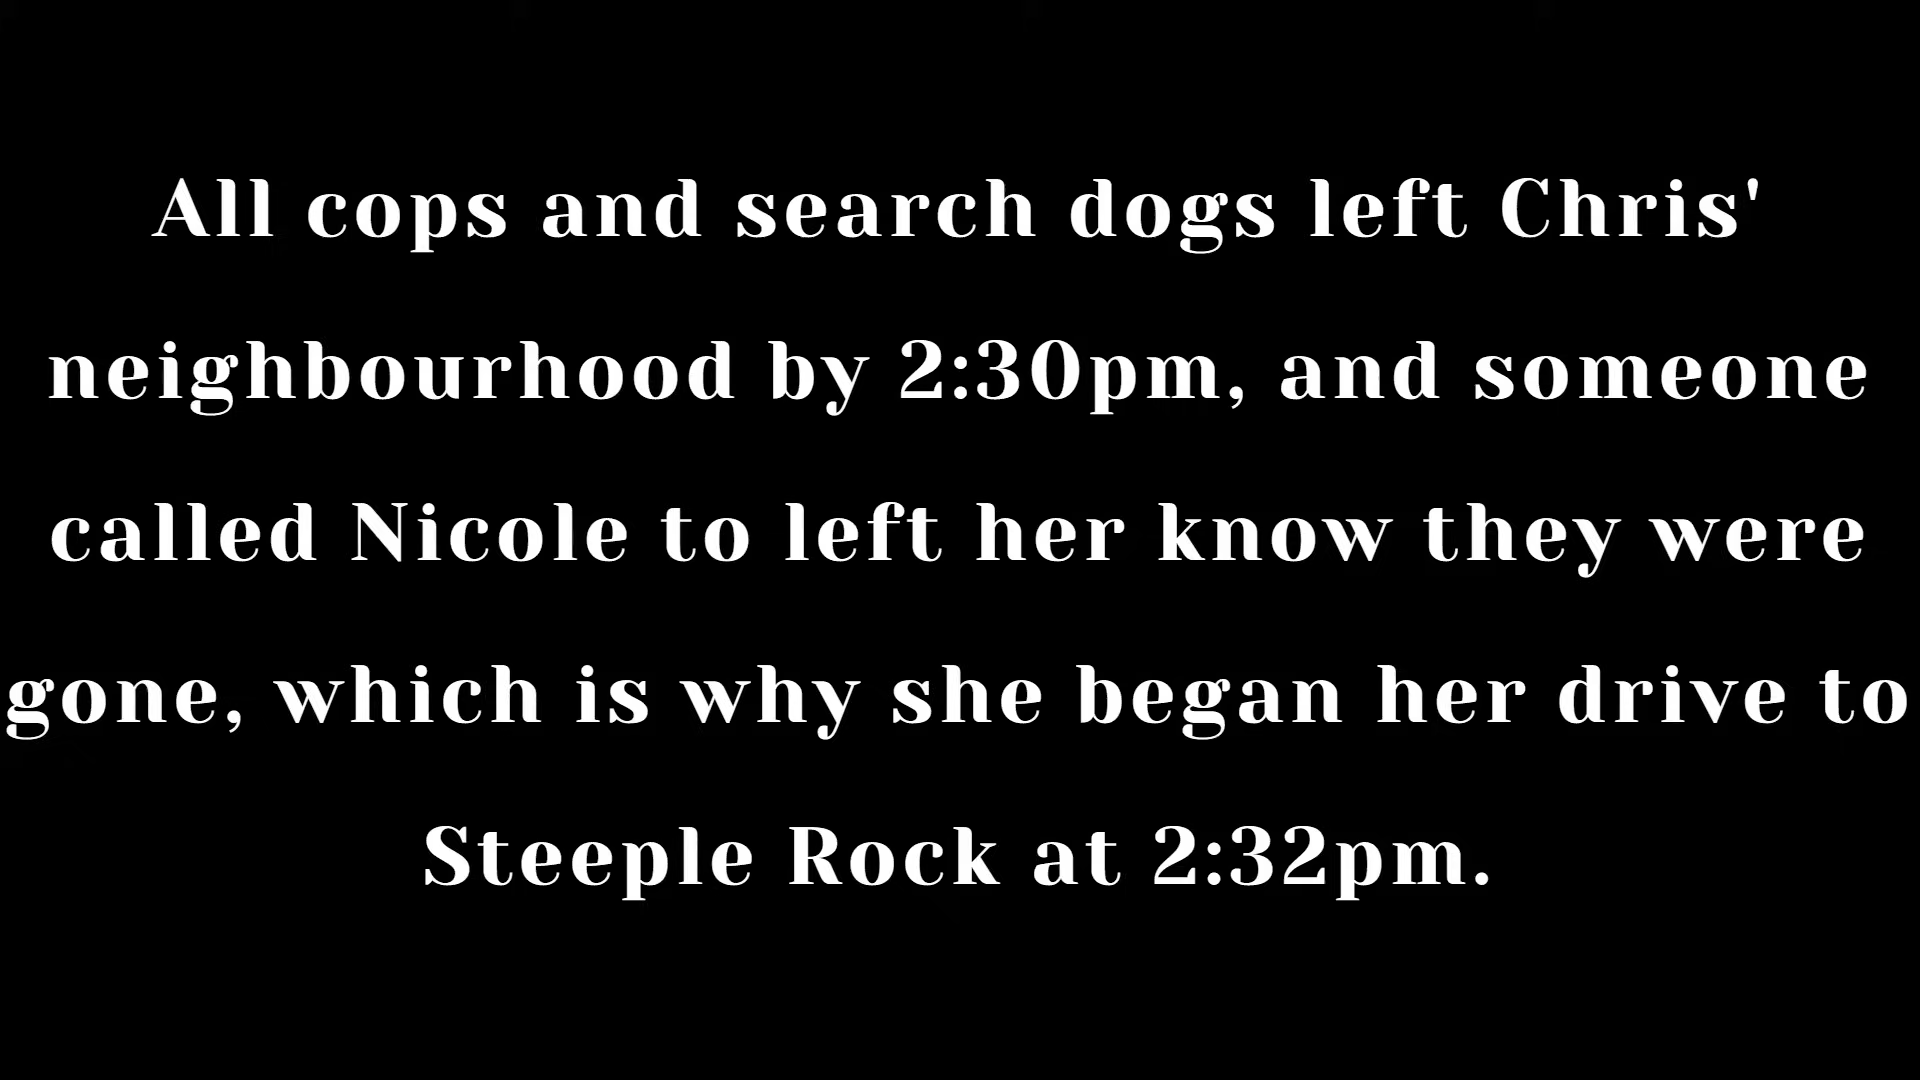 All cops and search dogs left Chris'
neighbourhood by 2:30pm, and someone
called Nicole to left her know they were
gone, which is why she began her drive to
Steeple Rock at 2:32pm.